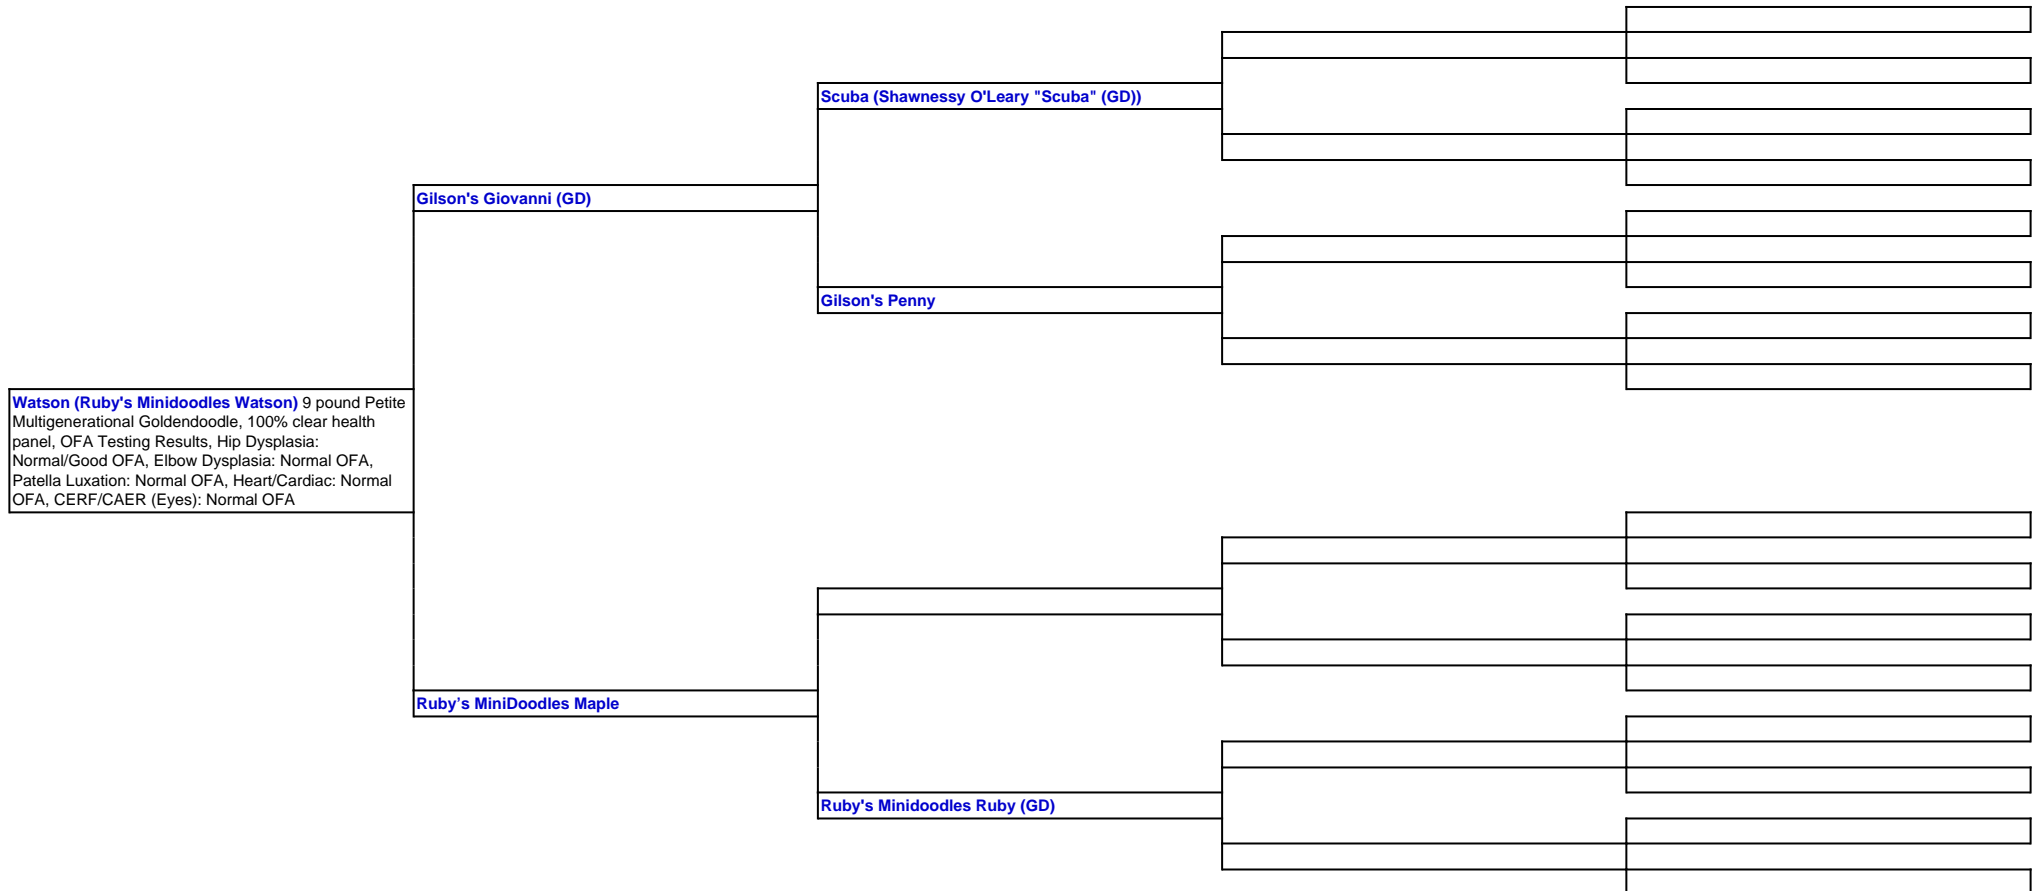 Scuba (Shawnessy O'Leary "Scuba" (GD))
Gilson's Giovanni (GD)
Gilson's Penny
Watson (Ruby's Minidoodles Watson) 9 pound Petite
Multigenerational Goldendoodle, 100% clear health
panel, OFA Testing Results, Hip Dysplasia:
Normal/Good OFA, Elbow Dysplasia: Normal OFA,
Patella Luxation: Normal OFA, Heart/Cardiac: Normal
OFA, CERF/CAER (Eyes): Normal OFA
Ruby’s MiniDoodles Maple
Ruby's Minidoodles Ruby (GD)